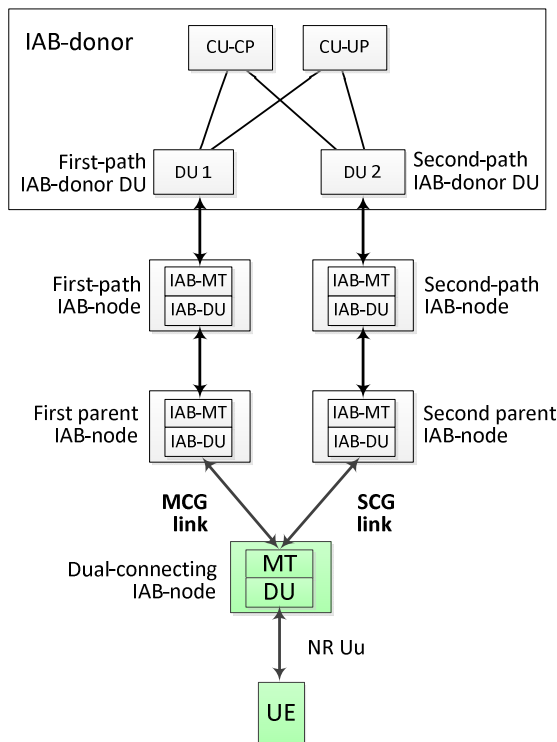 IAB-donor
CU-CP
CU-UP
First-path
IAB-donor DU
DU 1
DU 2
Second-path
IAB-donor DU
First-path
IAB-node
IAB-MT
IAB-DU
IAB-MT
IAB-DU
Second-path
IAB-node
First parent
IAB-node
IAB-MT
IAB-DU
IAB-MT
IAB-DU
Second parent
IAB-node
MCG
link
SCG
link
Dual-connecting
IAB-node
MT
DU
NR Uu
UE